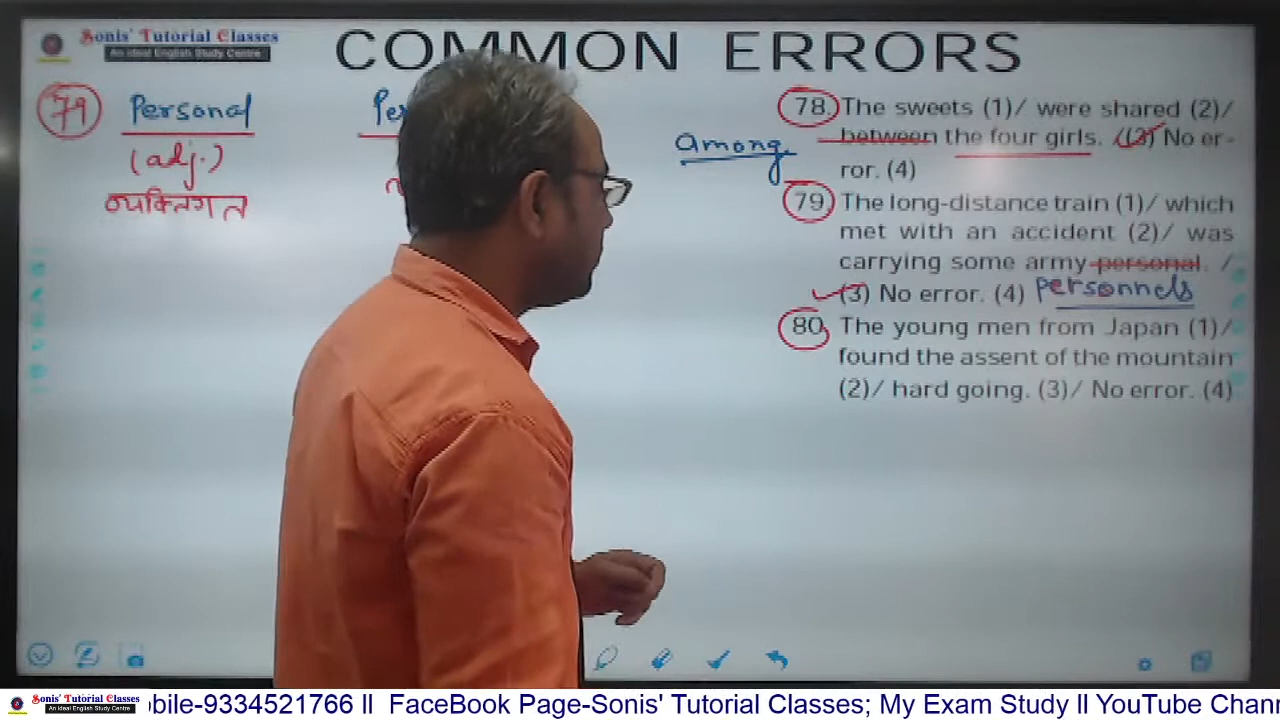 Sonis' Tutorial Classes
An Ideal English Study Centre
COMMON ERRORS
79 Personal
(adj.)
व्यक्तिगत
Among
78. The sweets (1)/ were shared (2)/
between the four girls. (3) No er-
ror. (4)
79. The long-distance train (1)/ which
met with an accident (2)/ was
carrying some army personal. /
(3) No error. (4) personnels
80. The young men from Japan (1)/
found the assent of the mountain
(2)/ hard going. (3)/ No error. (4)
Sonis' Tutorial Classes
An Ideal English Study Centre
obile-9334521766 ll FaceBook Page-Sonis' Tutorial Classes; My Exam Study ll YouTube Chan